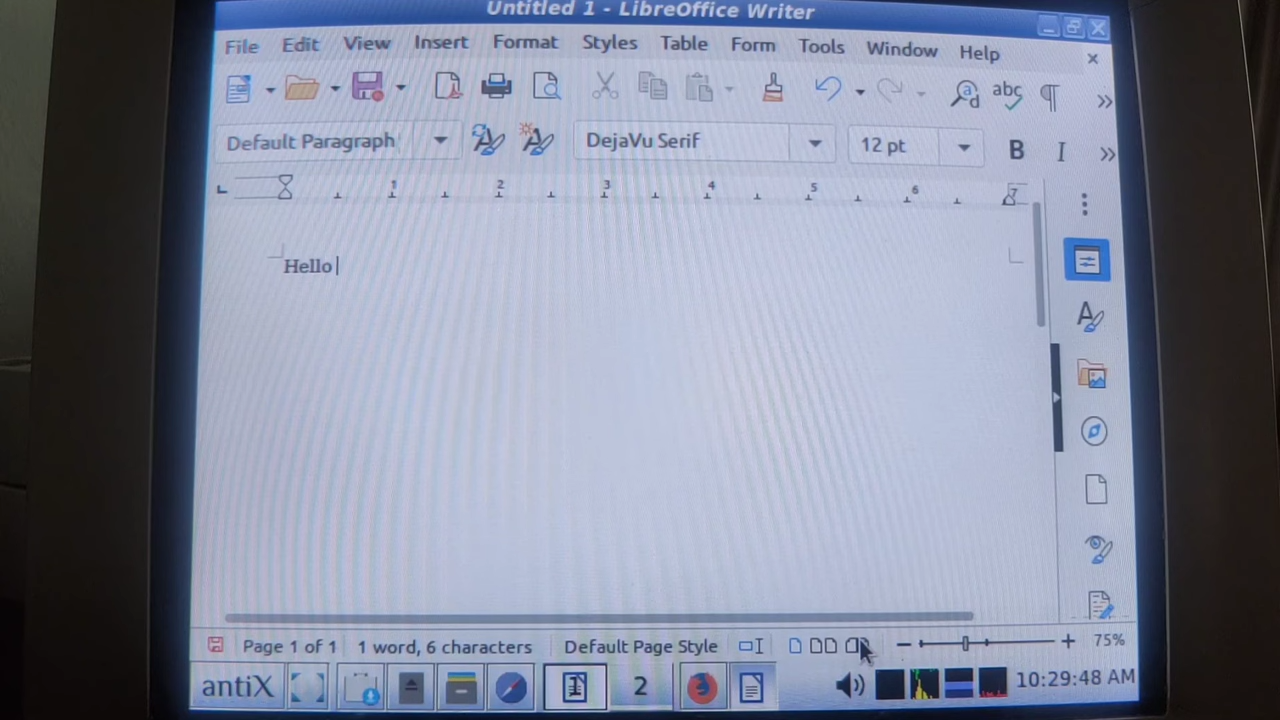 Untitled 1 - LibreOffice Writer
File Edit View Insert Format Styles Table Form Tools Window Help
Default Paragraph DejaVu Serif 12 pt B I
1 2 3 4 5 6 7
Hello
Page 1 of 1 1 word, 6 characters Default Page Style 75%
antiX 1 2 10:29:48 AM